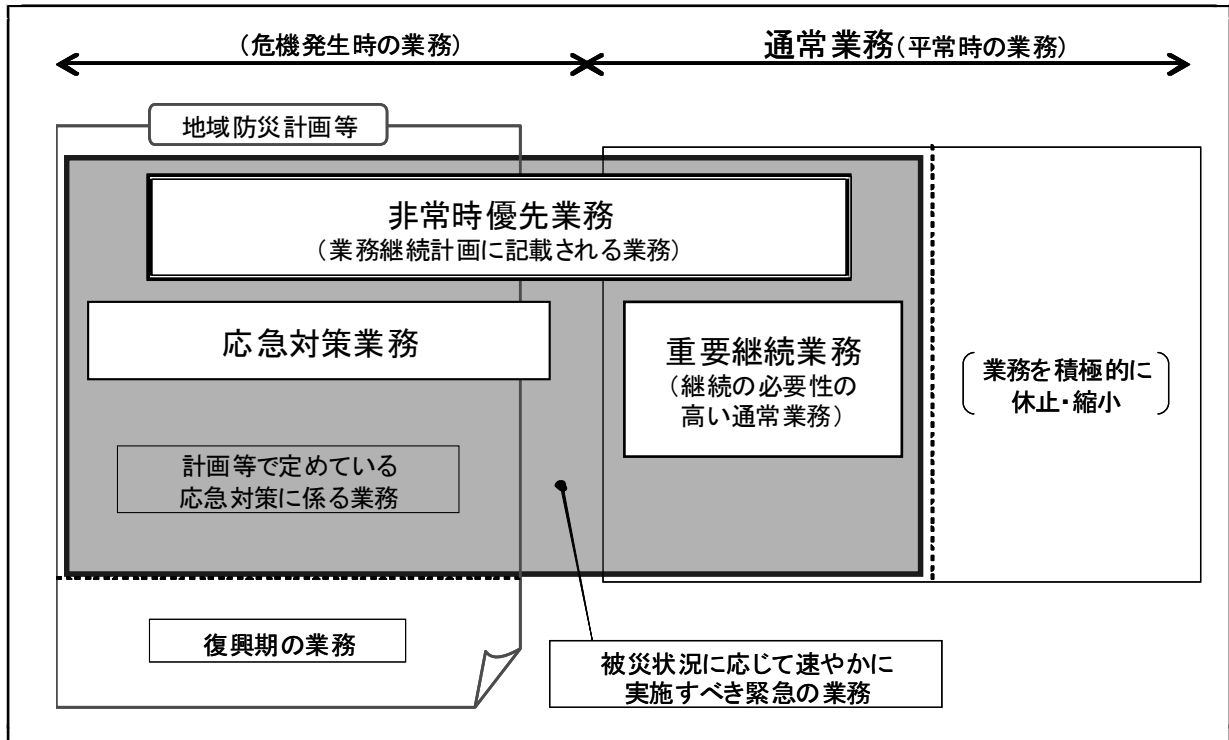 (危機発生時の業務)
通常業務(平常時の業務)
地域防災計画等
非常時優先業務
(業務継続計画に記載される業務)
応急対策業務
重要継続業務
(継続の必要性の
高い通常業務)
業務を積極的に
休止・縮小
計画等で定めている
応急対策に係る業務
復興期の業務
被災状況に応じて速やかに
実施すべき緊急の業務